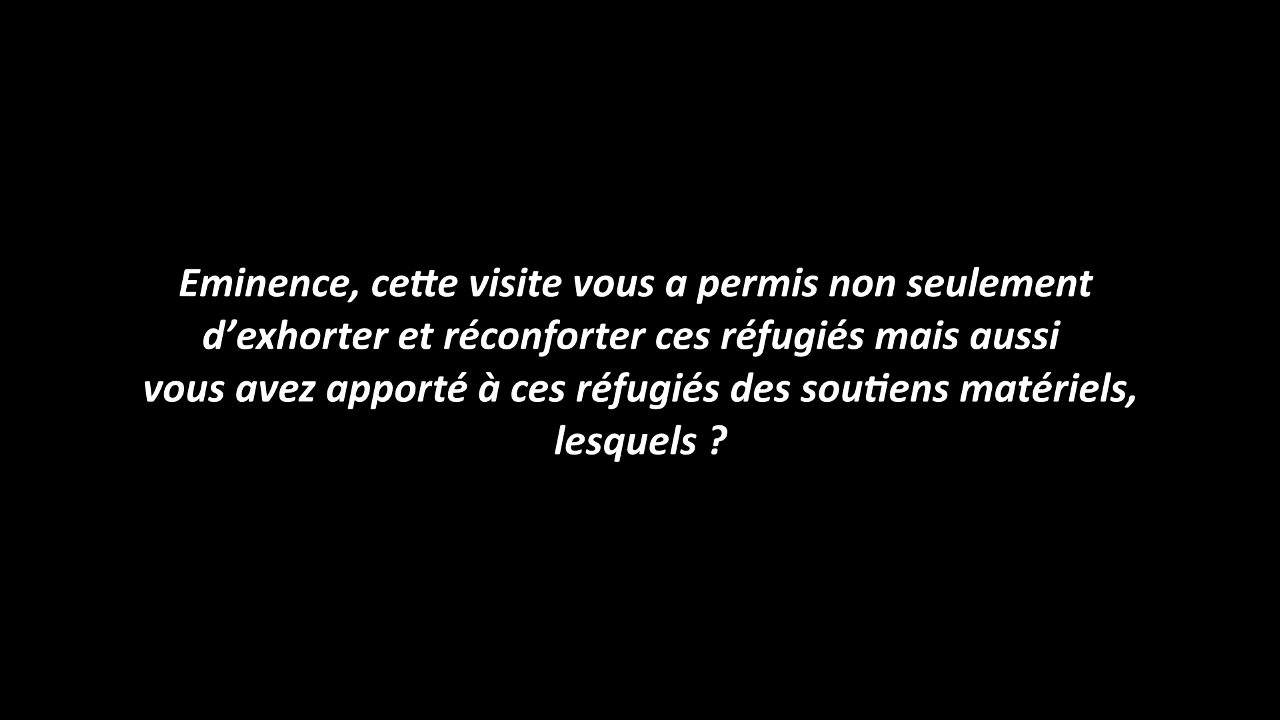 Eminence, cette visite vous a permis non seulement
d’exhorter et réconforter ces réfugiés mais aussi
vous avez apporté à ces réfugiés des soutiens matériels,
lesquels ?